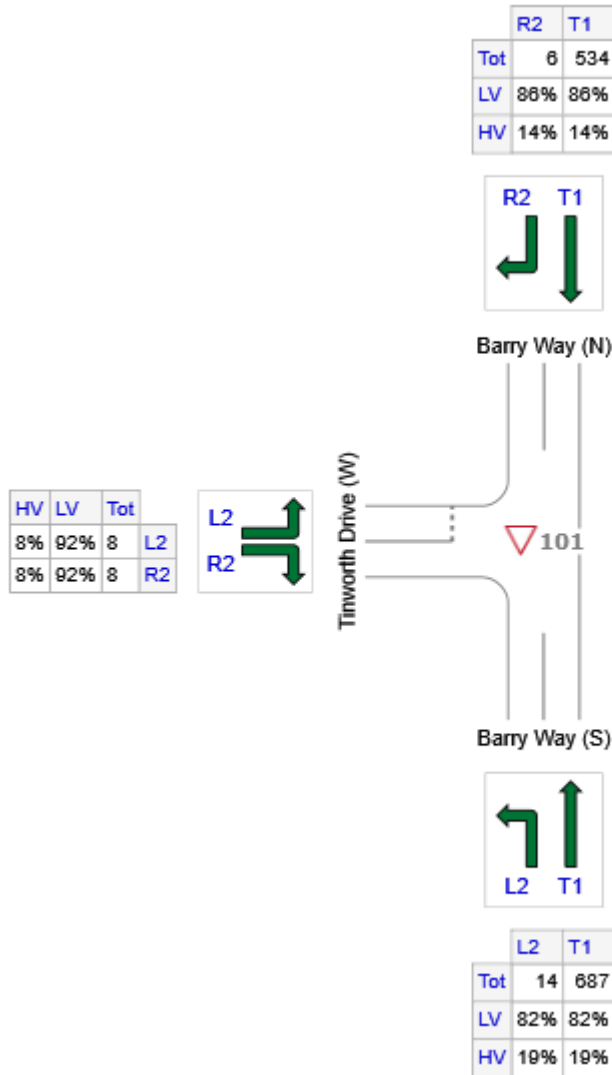 R2 T1
Tot 6 534
LV 86% 86%
HV 14% 14%
R2 T1
Barry Way (N)
Tinworth Drive (W)
HV LV Tot
8% 92% 8 L2
8% 92% 8 R2
L2
R2
101
Barry Way (S)
L2 T1
L2 T1
Tot 14 687
LV 82% 82%
HV 19% 19%